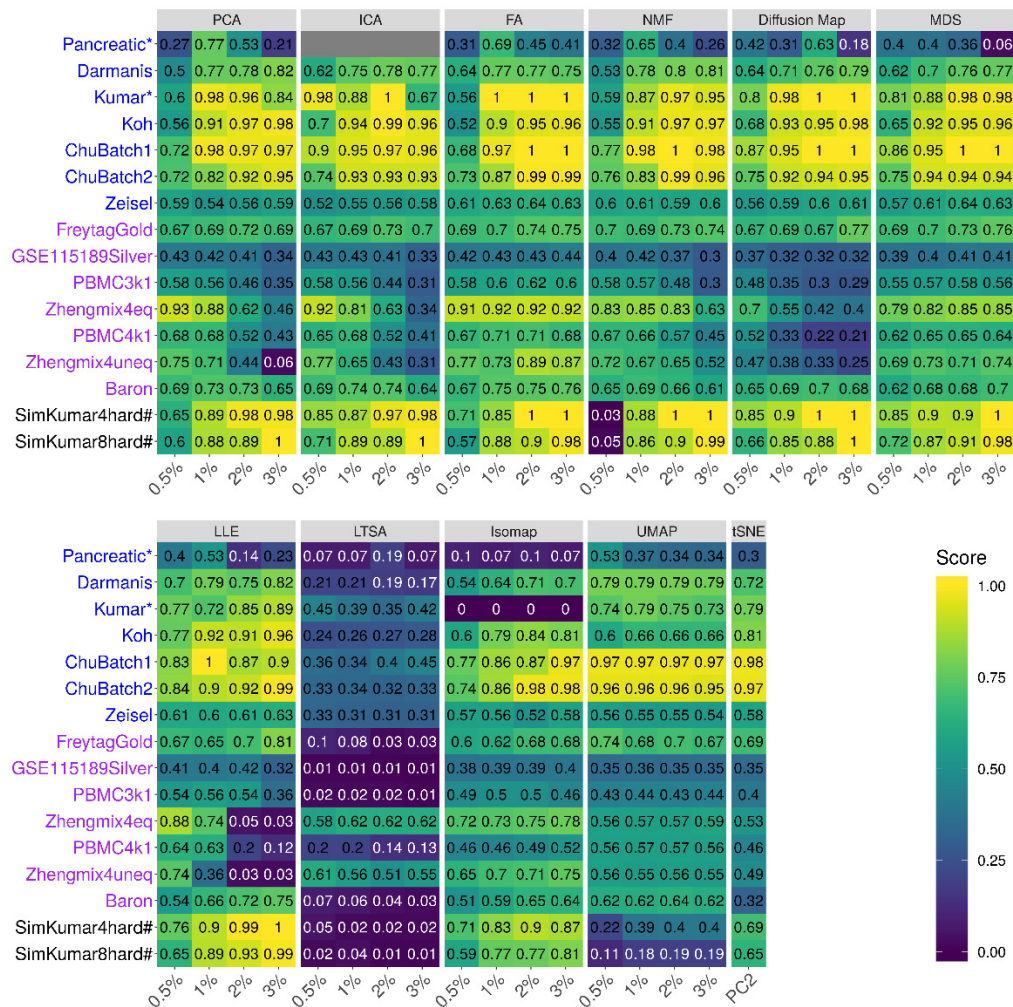 PCA ICA FA NMF Diffusion Map MDS
Pancreatic* 0.27 0.77 0.53 0.21 0.31 0.69 0.45 0.41 0.32 0.65 0.4 0.26 0.42 0.31 0.63 0.18 0.4 0.4 0.36 0.06
Darmanis 0.5 0.77 0.78 0.82 0.62 0.75 0.78 0.77 0.64 0.77 0.77 0.75 0.53 0.78 0.8 0.81 0.64 0.71 0.76 0.79 0.62 0.7 0.76 0.77
Kumar* 0.6 0.98 0.96 0.84 0.98 0.88 1 0.67 0.56 1 1 1 0.59 0.87 0.97 0.95 0.8 0.98 1 1 0.81 0.88 0.98 0.98
Koh 0.56 0.91 0.97 0.98 0.7 0.94 0.99 0.96 0.52 0.9 0.95 0.96 0.55 0.91 0.97 0.97 0.68 0.93 0.95 0.98 0.65 0.92 0.95 0.96
ChuBatch1 0.72 0.98 0.97 0.97 0.9 0.95 0.97 0.96 0.68 0.97 1 1 0.77 0.98 1 0.98 0.87 0.95 1 1 0.86 0.95 1 1
ChuBatch2 0.72 0.82 0.92 0.95 0.74 0.93 0.93 0.93 0.73 0.87 0.99 0.99 0.76 0.83 0.99 0.96 0.75 0.92 0.94 0.95 0.75 0.94 0.94 0.94
Zeisel 0.59 0.54 0.56 0.59 0.52 0.55 0.56 0.58 0.61 0.63 0.64 0.63 0.6 0.61 0.59 0.6 0.56 0.59 0.6 0.61 0.57 0.61 0.64 0.63
FreytagGold 0.67 0.69 0.72 0.69 0.67 0.69 0.73 0.7 0.69 0.7 0.74 0.75 0.7 0.69 0.73 0.74 0.67 0.69 0.67 0.77 0.69 0.7 0.73 0.76
GSE115189Silver 0.43 0.42 0.41 0.34 0.43 0.43 0.41 0.33 0.42 0.43 0.43 0.44 0.4 0.42 0.37 0.3 0.37 0.32 0.32 0.32 0.39 0.4 0.41 0.41
PBMC3k1 0.58 0.56 0.46 0.35 0.58 0.56 0.44 0.31 0.58 0.6 0.62 0.6 0.58 0.57 0.48 0.3 0.48 0.35 0.3 0.29 0.55 0.57 0.58 0.56
Zhengmix4eq 0.93 0.88 0.62 0.46 0.92 0.81 0.63 0.34 0.91 0.92 0.92 0.92 0.83 0.85 0.83 0.63 0.7 0.55 0.42 0.4 0.79 0.82 0.85 0.85
PBMC4k1 0.68 0.68 0.52 0.43 0.68 0.68 0.52 0.41 0.67 0.71 0.71 0.68 0.67 0.66 0.57 0.45 0.52 0.33 0.22 0.21 0.62 0.65 0.65 0.64
Zhengmix4uneq 0.75 0.71 0.44 0.06 0.77 0.65 0.43 0.31 0.77 0.73 0.89 0.87 0.72 0.67 0.65 0.52 0.47 0.38 0.33 0.25 0.69 0.73 0.71 0.74
Baron 0.69 0.73 0.73 0.65 0.69 0.74 0.74 0.64 0.67 0.75 0.75 0.76 0.65 0.69 0.66 0.61 0.65 0.69 0.7 0.68 0.62 0.68 0.68 0.7
SimKumar4hard# 0.65 0.89 0.98 0.98 0.85 0.87 0.97 0.98 0.71 0.85 1 1 0.03 0.88 1 1 0.85 0.9 1 1 0.85 0.9 0.9 1
SimKumar8hard# 0.6 0.88 0.89 1 0.71 0.89 0.89 1 0.57 0.88 0.9 0.98 0.05 0.86 0.9 0.99 0.66 0.85 0.88 1 0.72 0.87 0.91 0.98
0.5% 1% 2% 3% 0.5% 1% 2% 3% 0.5% 1% 2% 3% 0.5% 1% 2% 3% 0.5% 1% 2% 3% 0.5% 1% 2% 3%
LLE LTSA Isomap UMAP tSNE
Pancreatic* 0.4 0.53 0.14 0.23 0.07 0.07 0.19 0.07 0.1 0.07 0.1 0.07 0.53 0.37 0.34 0.34 0.3
Darmanis 0.7 0.79 0.75 0.82 0.21 0.21 0.19 0.17 0.54 0.64 0.71 0.7 0.79 0.79 0.79 0.79 0.72
Kumar* 0.77 0.72 0.85 0.89 0.45 0.39 0.35 0.42 0 0 0 0 0.74 0.79 0.75 0.73 0.79
Koh 0.77 0.92 0.91 0.96 0.24 0.26 0.27 0.28 0.6 0.79 0.84 0.81 0.6 0.66 0.66 0.66 0.81
ChuBatch1 0.83 1 0.87 0.9 0.36 0.34 0.4 0.45 0.77 0.86 0.87 0.97 0.97 0.97 0.97 0.97 0.98
ChuBatch2 0.84 0.9 0.92 0.99 0.33 0.34 0.32 0.33 0.74 0.86 0.98 0.98 0.96 0.96 0.96 0.95 0.97
Zeisel 0.61 0.6 0.61 0.63 0.33 0.31 0.31 0.31 0.57 0.56 0.52 0.58 0.56 0.55 0.55 0.54 0.58
FreytagGold 0.67 0.65 0.7 0.81 0.1 0.08 0.03 0.03 0.6 0.62 0.68 0.68 0.74 0.68 0.7 0.67 0.69
GSE115189Silver 0.41 0.4 0.42 0.32 0.01 0.01 0.01 0.01 0.38 0.39 0.39 0.4 0.35 0.36 0.35 0.35 0.35
PBMC3k1 0.54 0.56 0.54 0.36 0.02 0.02 0.02 0.01 0.49 0.5 0.5 0.46 0.43 0.44 0.43 0.44 0.4
Zhengmix4eq 0.88 0.74 0.05 0.03 0.58 0.62 0.62 0.62 0.72 0.73 0.75 0.78 0.56 0.57 0.57 0.59 0.53
PBMC4k1 0.64 0.63 0.2 0.12 0.2 0.2 0.14 0.13 0.46 0.46 0.49 0.52 0.56 0.57 0.57 0.56 0.46
Zhengmix4uneq 0.74 0.36 0.03 0.03 0.61 0.56 0.51 0.55 0.65 0.7 0.71 0.75 0.56 0.55 0.56 0.55 0.49
Baron 0.54 0.66 0.72 0.75 0.07 0.06 0.04 0.03 0.51 0.59 0.65 0.64 0.62 0.62 0.64 0.62 0.32
SimKumar4hard# 0.76 0.9 0.99 1 0.05 0.02 0.02 0.02 0.71 0.83 0.9 0.87 0.22 0.39 0.4 0.4 0.69
SimKumar8hard# 0.65 0.89 0.93 0.99 0.02 0.04 0.01 0.01 0.59 0.77 0.77 0.81 0.11 0.18 0.19 0.19 0.65
0.5% 1% 2% 3% 0.5% 1% 2% 3% 0.5% 1% 2% 3% 0.5% 1% 2% 3% PC2
Score
1.00
0.75
0.50
0.25
0.00